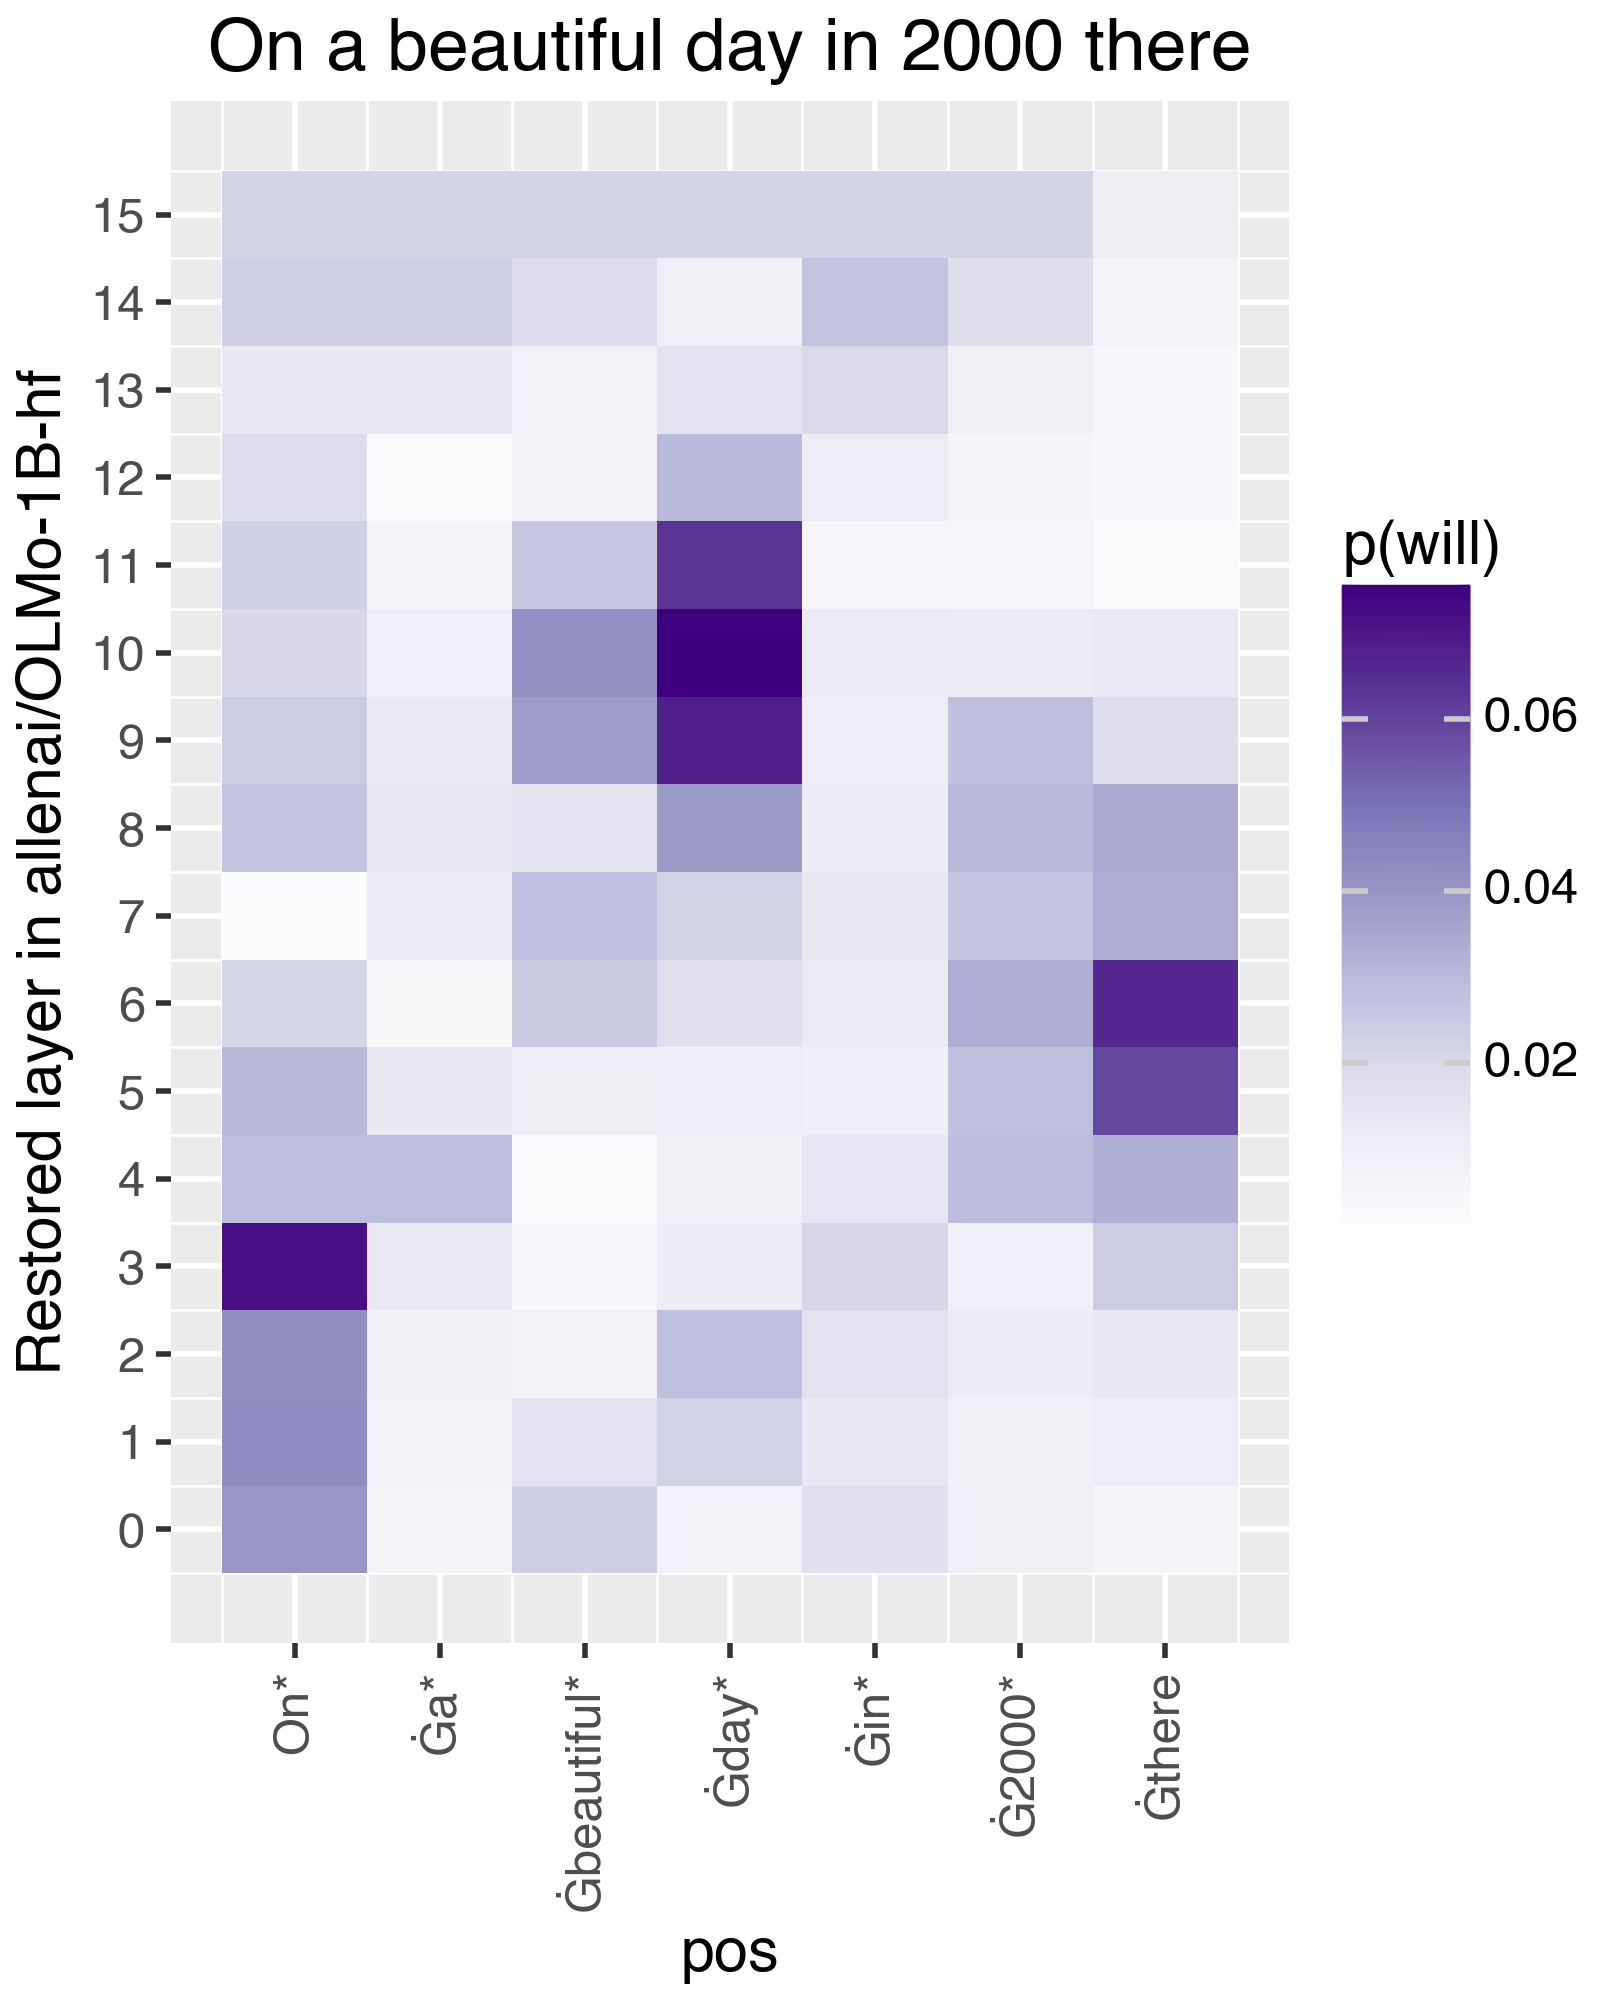 On a beautiful day in 2000 there
Restored layer in allenai/OLMo-1B-hf
15
14
13
12
11
10
9
8
7
6
5
4
3
2
1
0
On*
Ġa*
Ġbeautiful*
Ġday*
Ġin*
Ġ2000*
Ġthere
pos
p(will)
0.06
0.04
0.02